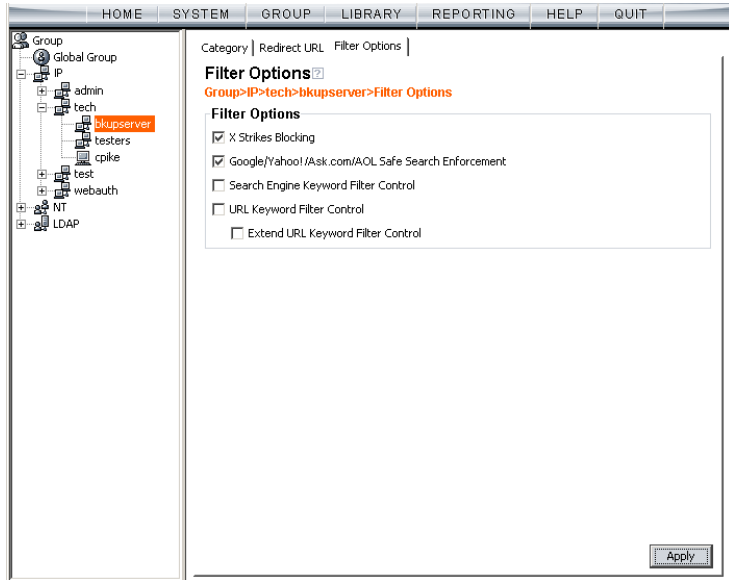 HOME SYSTEM GROUP LIBRARY REPORTING HELP QUIT
Group
Global Group
IP
admin
tech
bkupserver
testers
cpike
test
webauth
NT
LDAP
Category Redirect URL Filter Options
Filter Options ?
Group>IP>tech>bkupserver>Filter Options
Filter Options
X Strikes Blocking
Google/Yahoo!/Ask.com/AOL Safe Search Enforcement
Search Engine Keyword Filter Control
URL Keyword Filter Control
Extend URL Keyword Filter Control
Apply